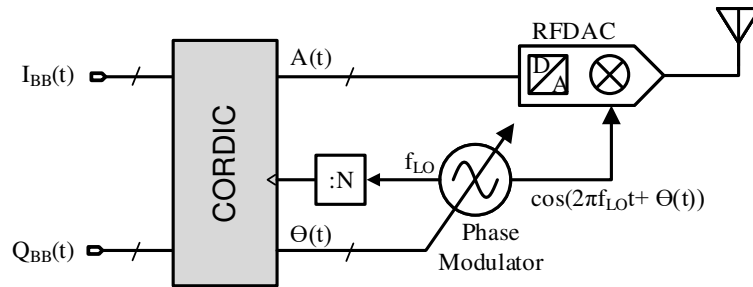 RFDAC
I_BB(t)
A(t)
D
A
CORDIC
:N
f_LO
cos(2πf_LOt+ Θ(t))
Q_BB(t)
Θ(t)
Phase
Modulator